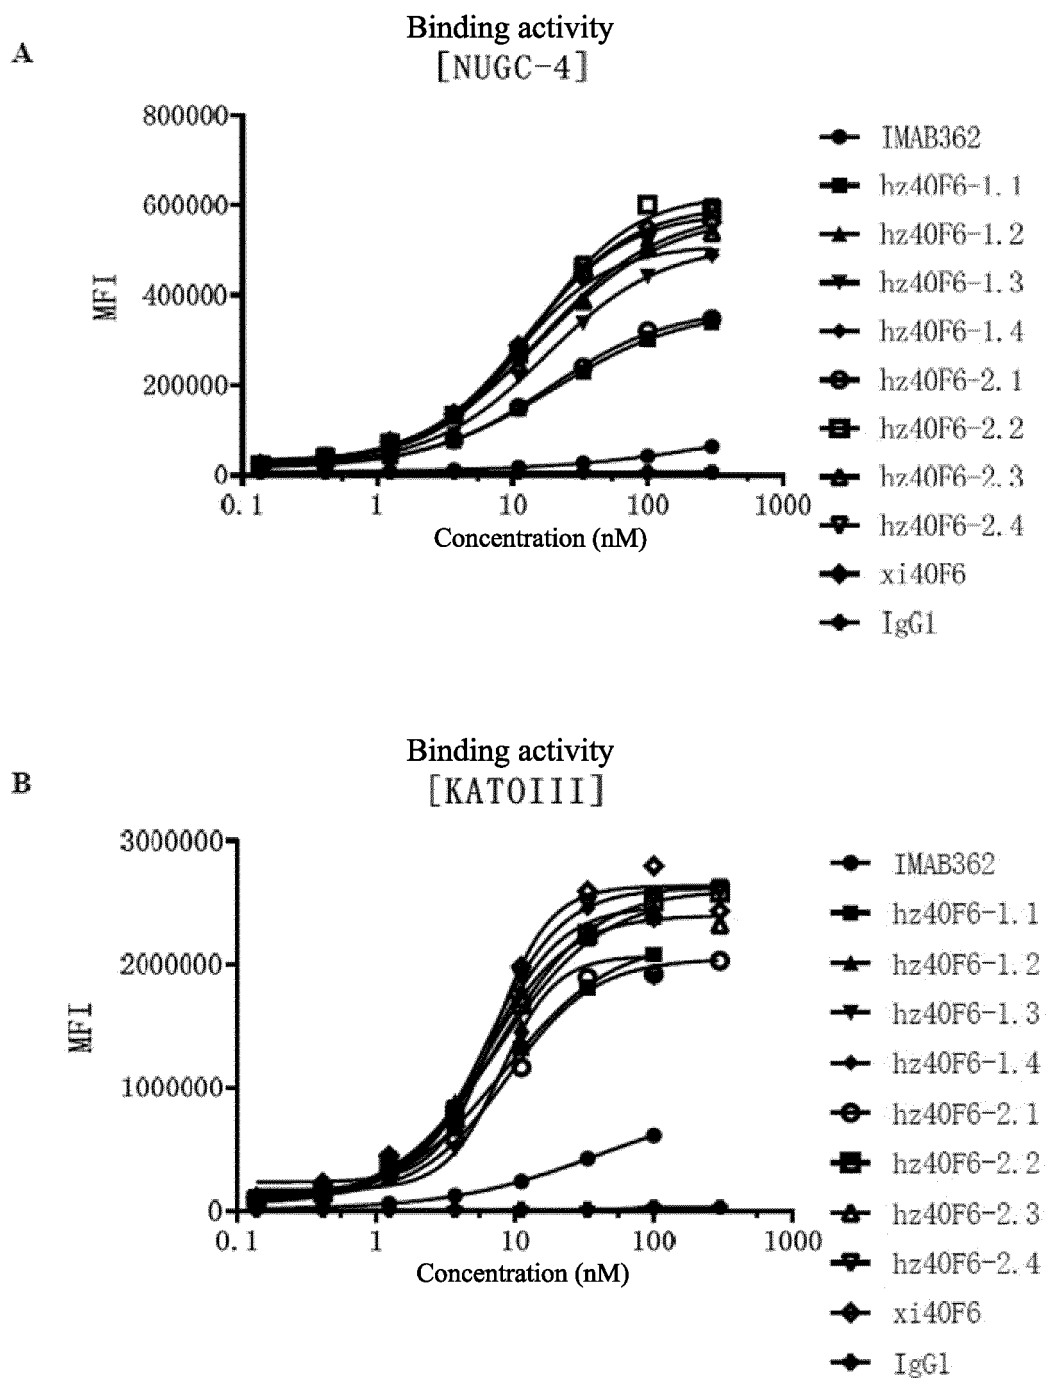 A
Binding activity
[NUGC-4]
MFI
800000
600000
400000
200000
0
0.1 1 10 100 1000
Concentration (nM)
IMAB362
hz40F6-1.1
hz40F6-1.2
hz40F6-1.3
hz40F6-1.4
hz40F6-2.1
hz40F6-2.2
hz40F6-2.3
hz40F6-2.4
xi40F6
IgG1
B
Binding activity
[KATOIII]
MFI
3000000
2000000
1000000
0
0.1 1 10 100 1000
Concentration (nM)
IMAB362
hz40F6-1.1
hz40F6-1.2
hz40F6-1.3
hz40F6-1.4
hz40F6-2.1
hz40F6-2.2
hz40F6-2.3
hz40F6-2.4
xi40F6
IgG1